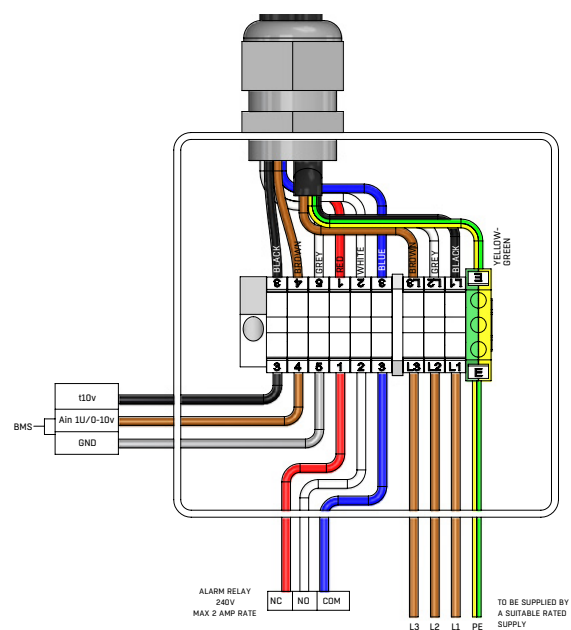 BLACK
BROWN
GREY
RED
WHITE
BLUE
BROWN
GREY
BLACK
YELLOW-
GREEN
3 4 5 1 2 3 L3 L2 L1 E
3 4 5 1 2 3 L3 L2 L1 E
t10v
Ain 1U/0-10v
GND
BMS
ALARM RELAY
240V
MAX 2 AMP RATE
NC NO COM
L3 L2 L1 PE
TO BE SUPPLIED BY
A SUITABLE RATED
SUPPLY